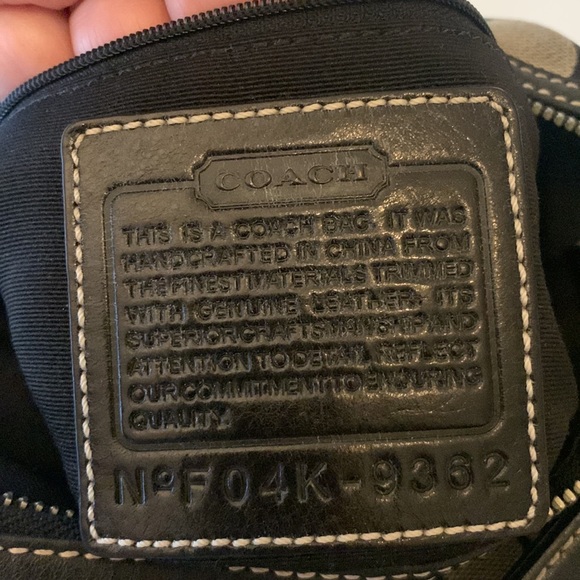 COACH
THIS IS A COACH BAG. IT WAS
HANDCRAFTED IN CHINA FROM
THE FINEST MATERIALS TRIMMED
WITH GENUINE LEATHER. ITS
SUPERIOR CRAFTSMANSHIP AND
ATTENTION TO DETAIL REFLECT
OUR COMMITMENT TO ENDURING
QUALITY.
NºF04K-9362